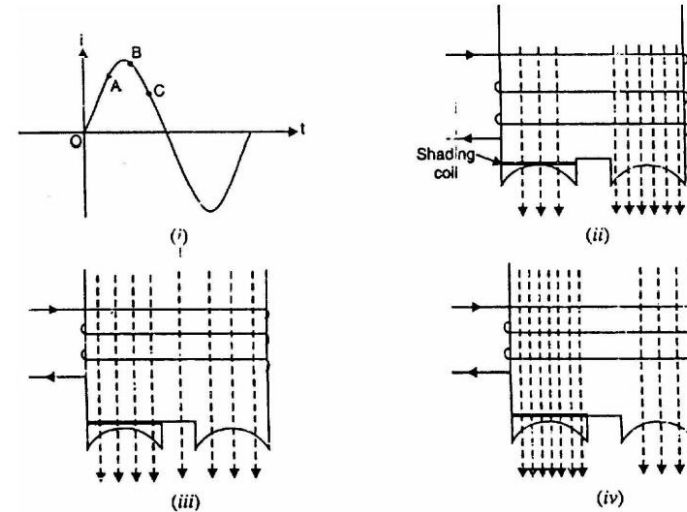 i
B
A
C
O
t
(i)
Shading
coil
(ii)
(iii)
(iv)